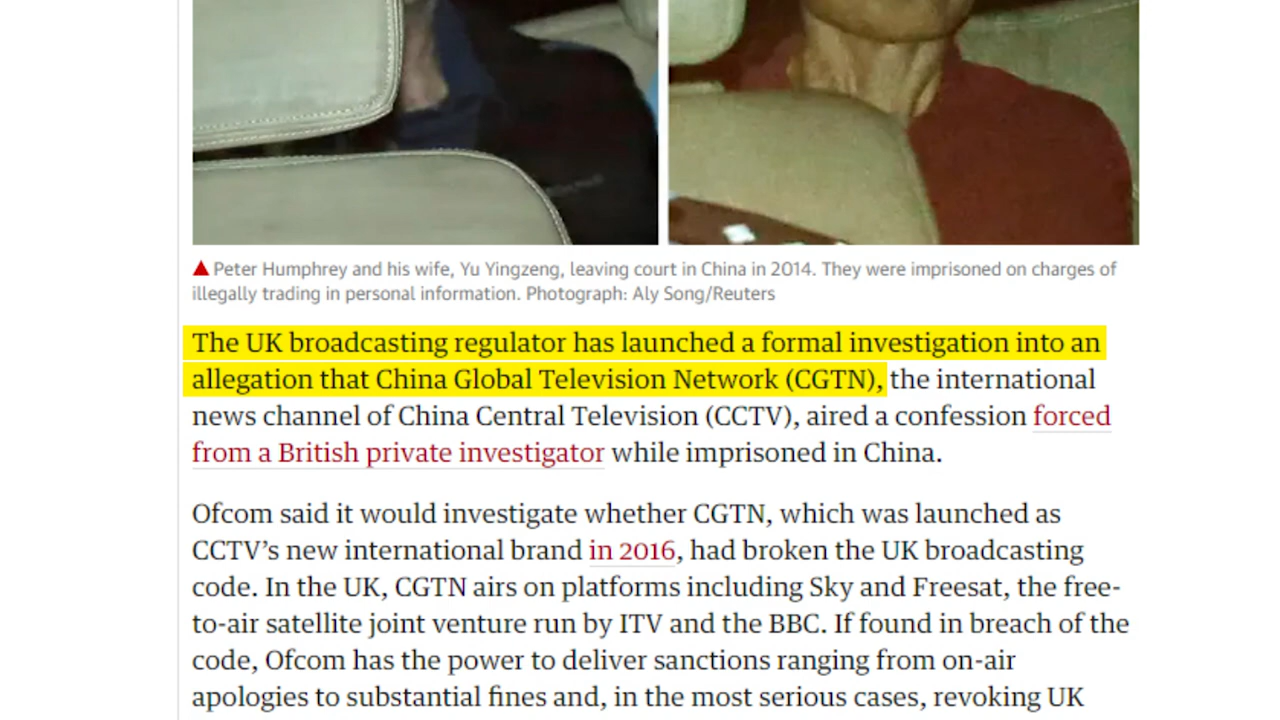 Peter Humphrey and his wife, Yu Yingzeng, leaving court in China in 2014. They were imprisoned on charges of
illegally trading in personal information. Photograph: Aly Song/Reuters
The UK broadcasting regulator has launched a formal investigation into an
allegation that China Global Television Network (CGTN), the international
news channel of China Central Television (CCTV), aired a confession forced
from a British private investigator while imprisoned in China.
Ofcom said it would investigate whether CGTN, which was launched as
CCTV’s new international brand in 2016, had broken the UK broadcasting
code. In the UK, CGTN airs on platforms including Sky and Freesat, the free-
to-air satellite joint venture run by ITV and the BBC. If found in breach of the
code, Ofcom has the power to deliver sanctions ranging from on-air
apologies to substantial fines and, in the most serious cases, revoking UK